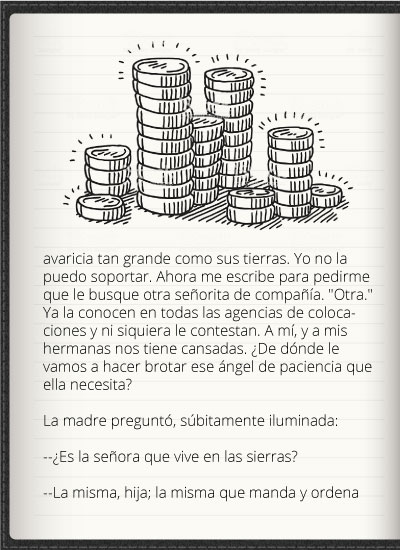 avaricia tan grande como sus tierras. Yo no la
puedo soportar. Ahora me escribe para pedirme
que le busque otra señorita de compañía. "Otra."
Ya la conocen en todas las agencias de coloca-
ciones y ni siquiera le contestan. A mí, y a mis
hermanas nos tiene cansadas. ¿De dónde le
vamos a hacer brotar ese ángel de paciencia que
ella necesita?
La madre preguntó, súbitamente iluminada:
--¿Es la señora que vive en las sierras?
--La misma, hija; la misma que manda y ordena